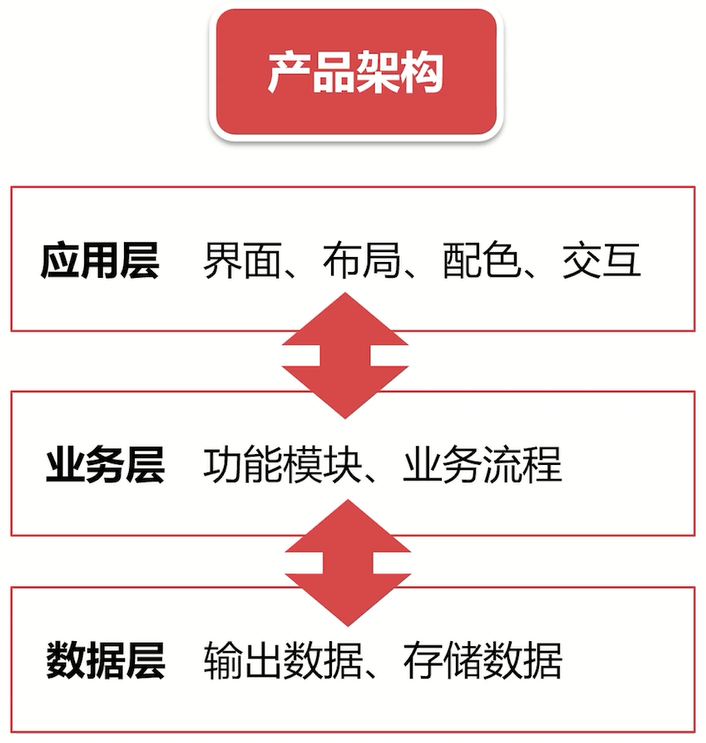 产品架构
应用层 界面、布局、配色、交互
业务层 功能模块、业务流程
数据层 输出数据、存储数据